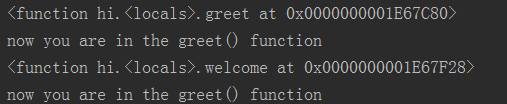 <function hi.<locals>.greet at 0x0000000001E67C80>
now you are in the greet() function
<function hi.<locals>.welcome at 0x0000000001E67F28>
now you are in the greet() function